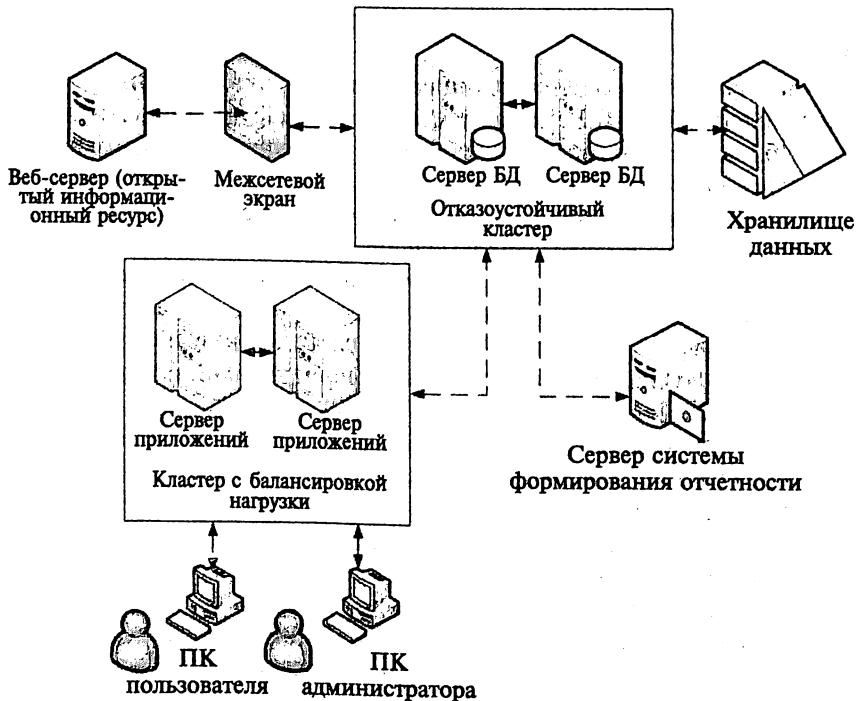 Веб-сервер (откры-
тый информаци-
онный ресурс)
Межсетевой
экран
Сервер БД
Сервер БД
Отказоустойчивый
кластер
Хранилище
данных
Сервер
приложений
Сервер
приложений
Кластер с балансировкой
нагрузки
Сервер системы
формирования отчетности
ПК
пользователя
ПК
администратора